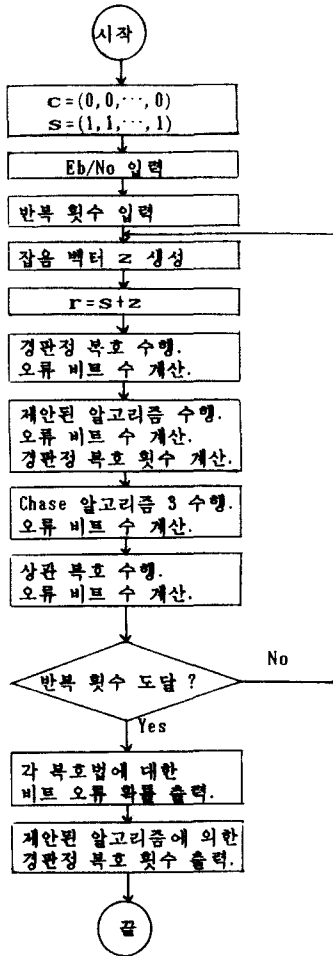 시작
c=(0,0,···,0)
s=(1,1,···,1)
Eb/No 입력
반복 횟수 입력
잡음 벡터 z 생성
r=s+z
경판정 복호 수행.
오류 비트 수 계산.
제안된 알고리즘 수행.
오류 비트 수 계산.
경판정 복호 횟수 계산.
Chase 알고리즘 3 수행.
오류 비트 수 계산.
상관 복호 수행.
오류 비트 수 계산.
반복 횟수 도달 ?
No
Yes
각 복호법에 대한
비트 오류 확률 출력.
제안된 알고리즘에 의한
경판정 복호 횟수 출력.
끝